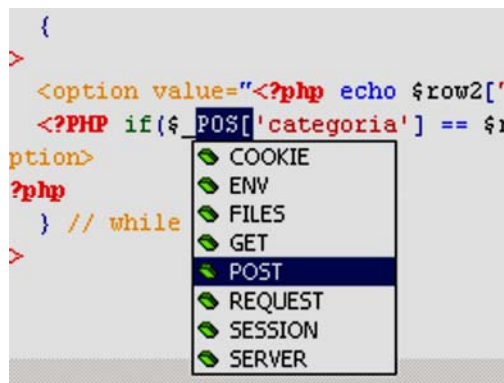 {
>
<option value="<?php echo $row2["
<?PHP if($_POS['categoria'] == $r
ption>
COOKIE
?php
ENV
} // while
FILES
GET
>
POST
REQUEST
SESSION
SERVER